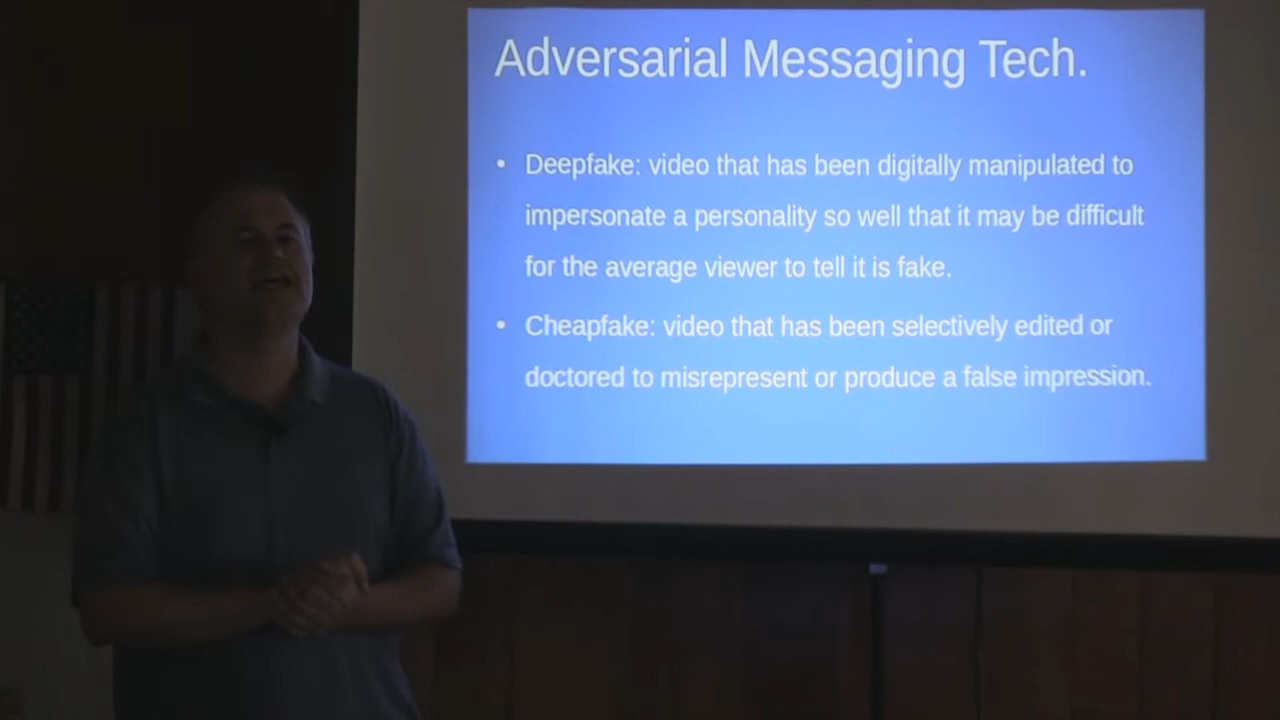 Adversarial Messaging Tech.
• Deepfake: video that has been digitally manipulated to
impersonate a personality so well that it may be difficult
for the average viewer to tell it is fake.
• Cheapfake: video that has been selectively edited or
doctored to misrepresent or produce a false impression.